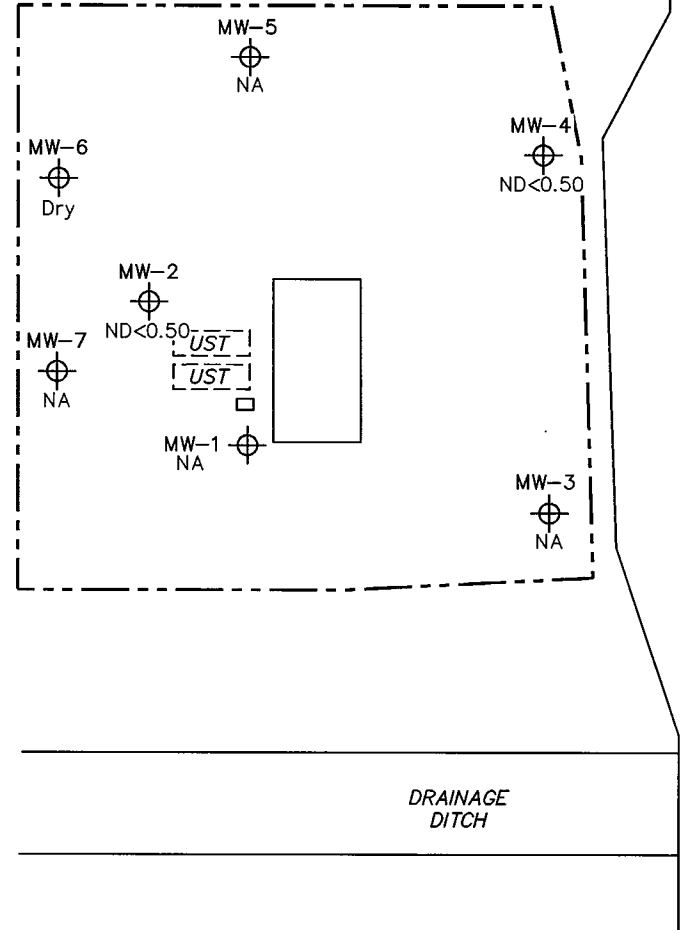 MW-5
NA
MW-4
ND<0.50
MW-6
Dry
MW-2
ND<0.50
UST
UST
MW-7
NA
MW-1
NA
MW-3
NA
DRAINAGE
DITCH